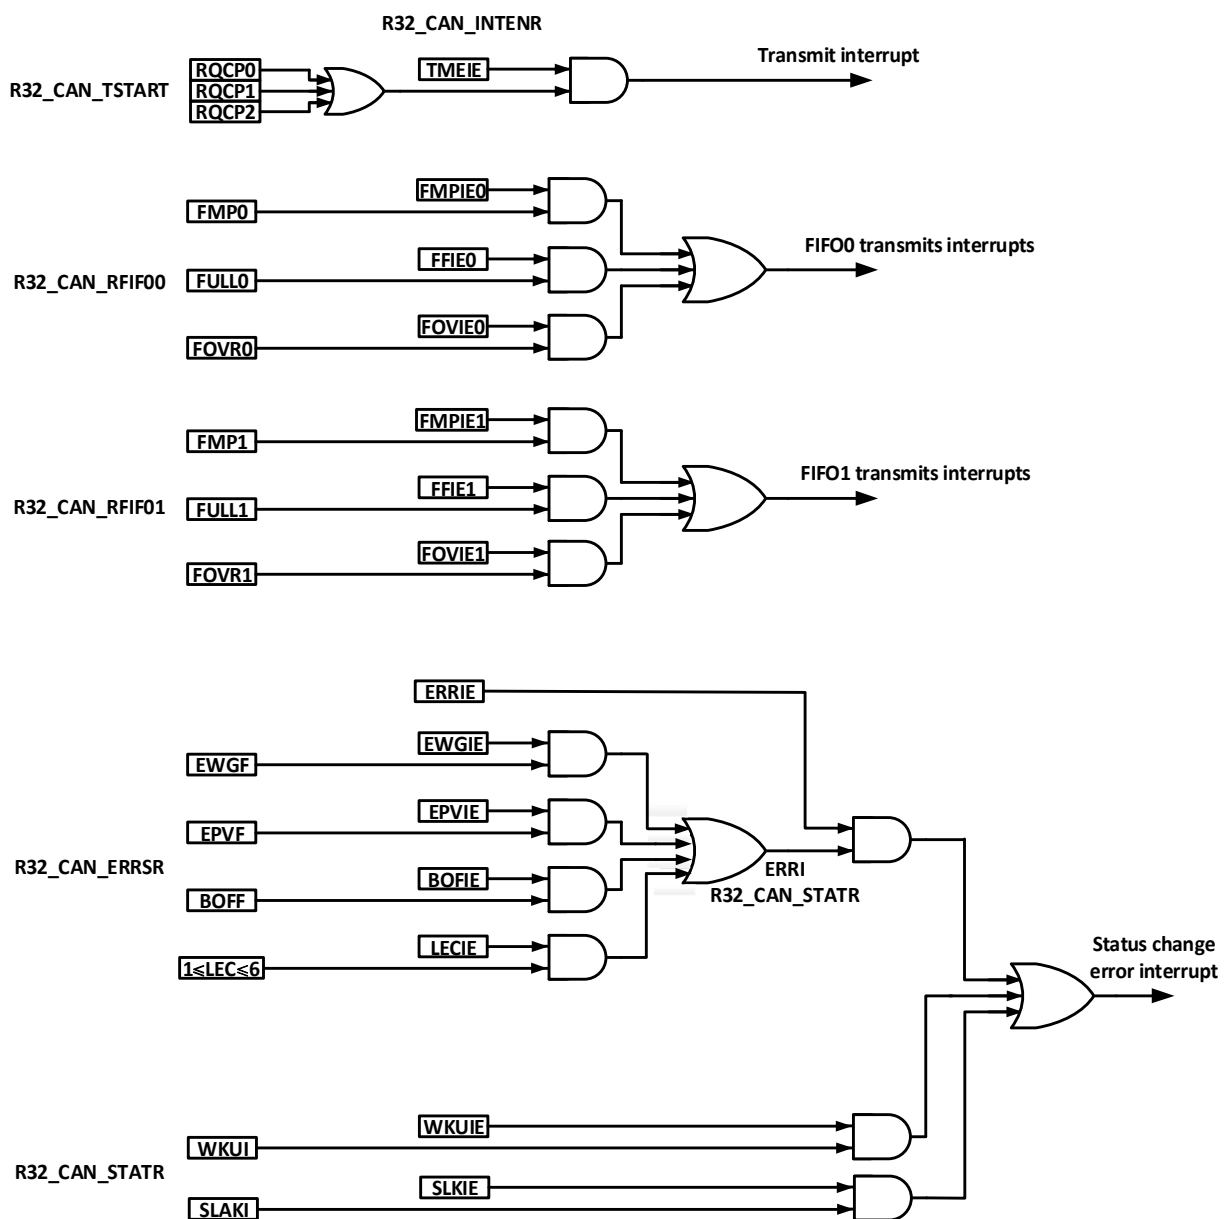 R32_CAN_INTENR
Transmit interrupt
RQCP0
TMEIE
R32_CAN_TSTART
RQCP1
RQCP2
FMPIE0
FMP0
FIFO0 transmits interrupts
FFIE0
R32_CAN_RFIF00
FULL0
FOVIE0
FOVR0
FMPIE1
FMP1
FIFO1 transmits interrupts
FFIE1
R32_CAN_RFIF01
FULL1
FOVIE1
FOVR1
ERRIE
EWGIE
EWGF
EPVIE
EPVF
R32_CAN_ERRSR
ERRI
BOFIE
R32_CAN_STATR
BOFF
LECIE
1≤LEC≤6
Status change
error interrupt
WKUIE
WKUI
R32_CAN_STATR
SLKIE
SLAKI